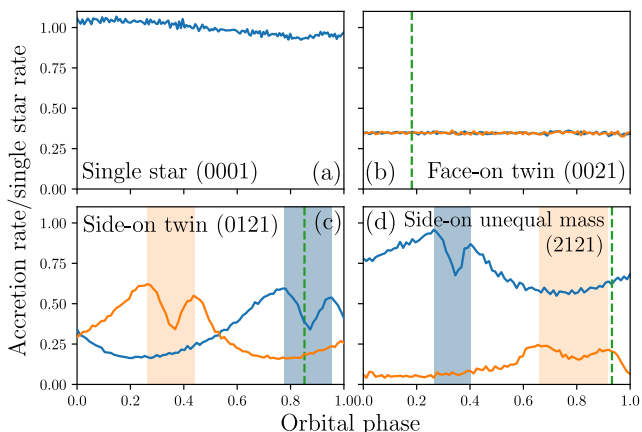 Accretion rate/single star rate
1.00
0.75
0.50
0.25
0.00
Single star (0001)
(a)
(b)
Face-on twin (0021)
1.00
0.75
0.50
0.25
0.00
Side-on twin (0121)
(c)
(d)
Side-on unequal mass
(2121)
0.0 0.2 0.4 0.6 0.8 1.0
0.0 0.2 0.4 0.6 0.8 1.0
Orbital phase